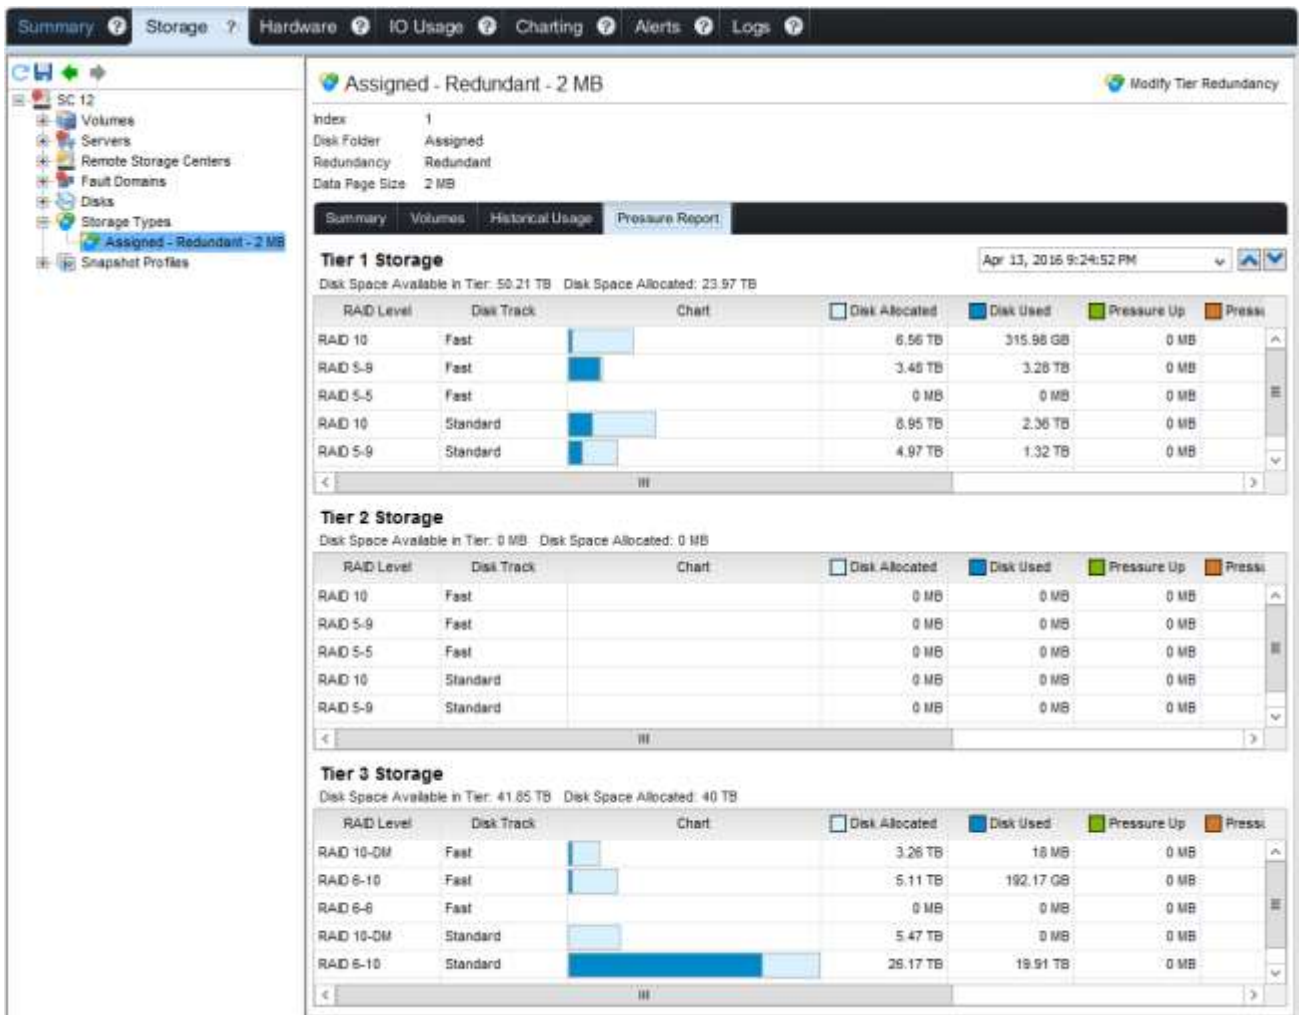 Summary ? Storage ? Hardware ? IO Usage ? Charting ? Alerts ? Logs ?
SC 12
Volumes
Servers
Remote Storage Centers
Fault Domains
Disks
Storage Types
Assigned - Redundant - 2 MB
Snapshot Profiles
Assigned - Redundant - 2 MB
Modify Tier Redundancy
Index 1
Disk Folder Assigned
Redundancy Redundant
Data Page Size 2 MB
Summary Volumes Historical Usage Pressure Report
Tier 1 Storage
Apr 13, 2016 9:24:52 PM
Disk Space Available in Tier: 50.21 TB Disk Space Allocated: 23.97 TB
RAID Level Disk Track Chart Disk Allocated Disk Used Pressure Up Pressu
RAID 10 Fast 6.56 TB 315.98 GB 0 MB
RAID 5-9 Fast 3.48 TB 3.28 TB 0 MB
RAID 5-5 Fast 0 MB 0 MB 0 MB
RAID 10 Standard 8.95 TB 2.36 TB 0 MB
RAID 5-9 Standard 4.97 TB 1.32 TB 0 MB
Tier 2 Storage
Disk Space Available in Tier: 0 MB Disk Space Allocated: 0 MB
RAID Level Disk Track Chart Disk Allocated Disk Used Pressure Up Pressu
RAID 10 Fast 0 MB 0 MB 0 MB
RAID 5-9 Fast 0 MB 0 MB 0 MB
RAID 5-5 Fast 0 MB 0 MB 0 MB
RAID 10 Standard 0 MB 0 MB 0 MB
RAID 5-9 Standard 0 MB 0 MB 0 MB
Tier 3 Storage
Disk Space Available in Tier: 41.85 TB Disk Space Allocated: 40 TB
RAID Level Disk Track Chart Disk Allocated Disk Used Pressure Up Pressu
RAID 10-DM Fast 3.26 TB 18 MB 0 MB
RAID 6-10 Fast 5.11 TB 192.17 GB 0 MB
RAID 6-6 Fast 0 MB 0 MB 0 MB
RAID 10-DM Standard 5.47 TB 0 MB 0 MB
RAID 6-10 Standard 26.17 TB 19.91 TB 0 MB